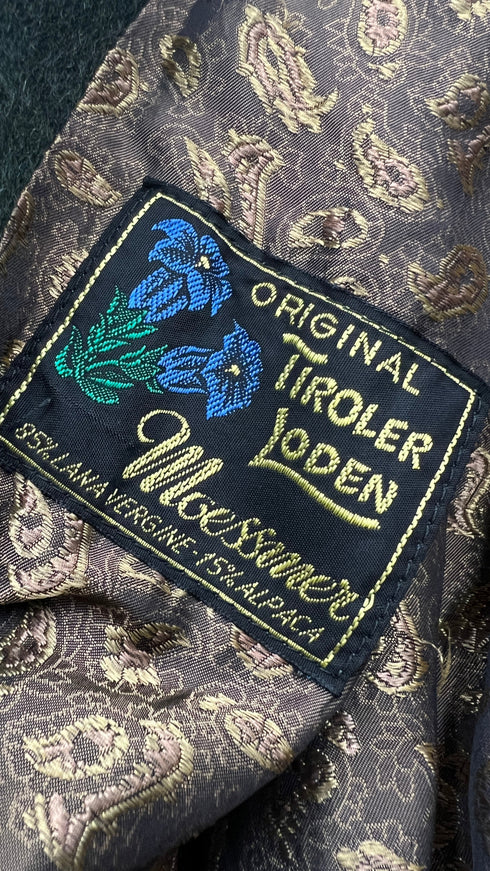 ORIGINAL
TIROLER
LODEN
Moessmer
85% LANA VERGINE - 15% ALPACA